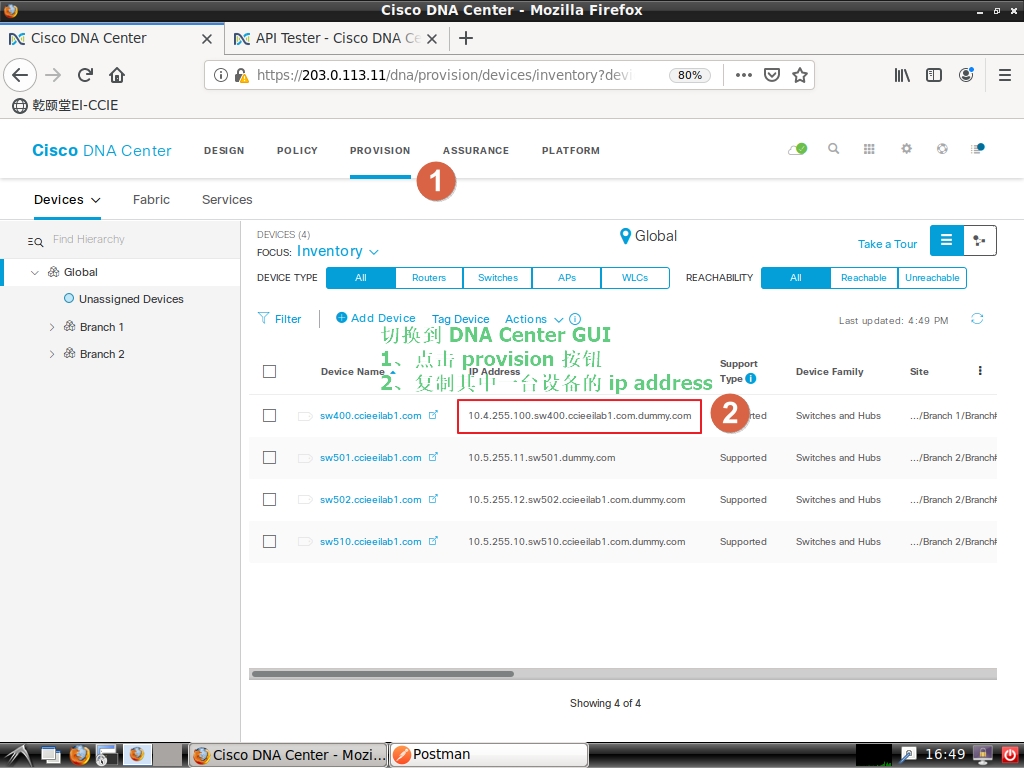 Cisco DNA Center - Mozilla Firefox
Cisco DNA Center
API Tester - Cisco DNA Ce
https://203.0.113.11/dna/provision/devices/inventory?devi
80%
乾颐堂EI-CCIE
Cisco DNA Center
DESIGN
POLICY
PROVISION
ASSURANCE
PLATFORM
1
Devices
Fabric
Services
Find Hierarchy
Global
Unassigned Devices
Branch 1
Branch 2
DEVICES (4)
FOCUS: Inventory
Global
Take a Tour
DEVICE TYPE All Routers Switches APs WLCs
REACHABILITY All Reachable Unreachable
Filter
Add Device
Tag Device
Actions
Last updated: 4:49 PM
切换到 DNA Center GUI
1、点击 provision 按钮
2、复制其中一台设备的 ip address
Device Name IP Address Support Type Device Family Site
sw400.ccieeilab1.com 10.4.255.100.sw400.ccieeilab1.com.dummy.com 2 Switches and Hubs .../Branch 1/Branch#
sw501.ccieeilab1.com 10.5.255.11.sw501.dummy.com Supported Switches and Hubs .../Branch 2/Branch#
sw502.ccieeilab1.com 10.5.255.12.sw502.ccieeilab1.com.dummy.com Supported Switches and Hubs .../Branch 2/Branch#
sw510.ccieeilab1.com 10.5.255.10.sw510.ccieeilab1.com.dummy.com Supported Switches and Hubs .../Branch 2/Branch#
Showing 4 of 4
Cisco DNA Center - Mozi...
Postman
16:49